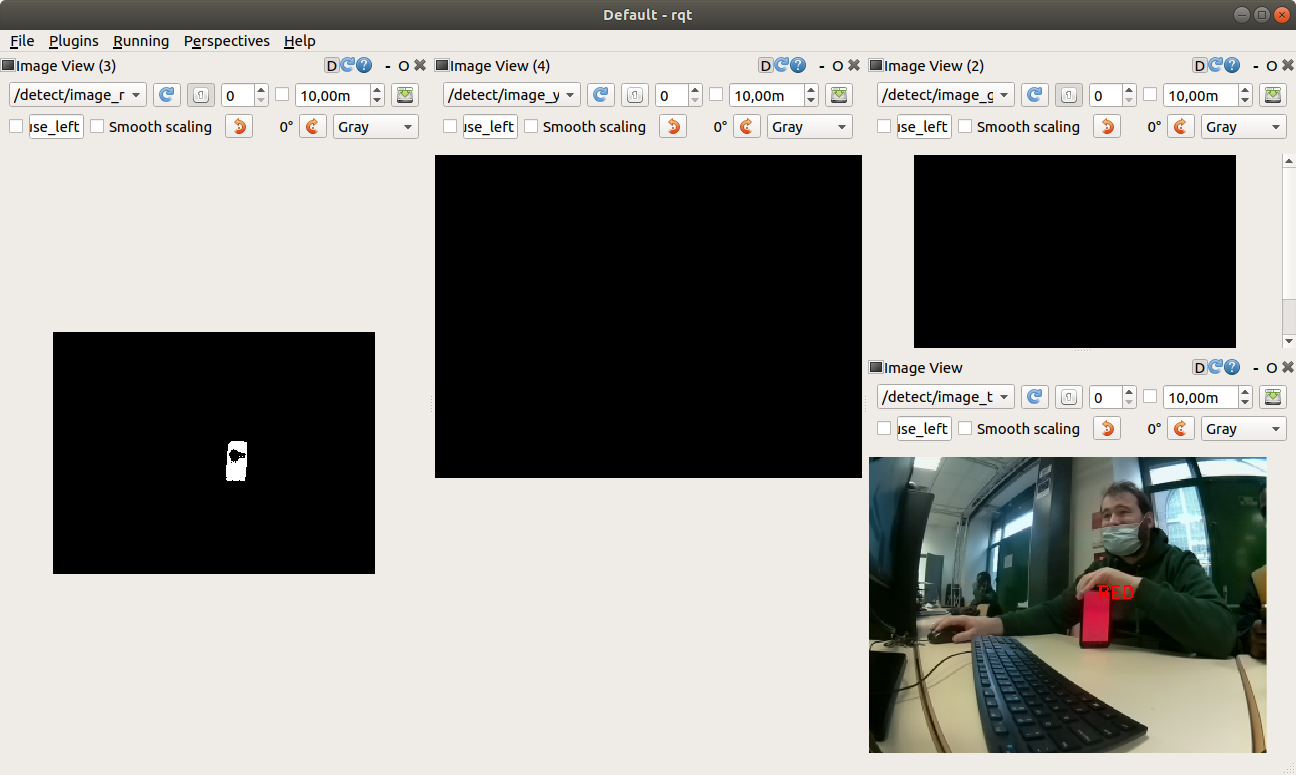 Default - rqt
File Plugins Running Perspectives Help
Image View (3) D - O
/detect/image_r 0 10,00m
use_left Smooth scaling 0° Gray
Image View (4) D - O
/detect/image_y 0 10,00m
use_left Smooth scaling 0° Gray
Image View (2) D - O
/detect/image_g 0 10,00m
use_left Smooth scaling 0° Gray
Image View D - O
/detect/image_t 0 10,00m
use_left Smooth scaling 0° Gray
RED